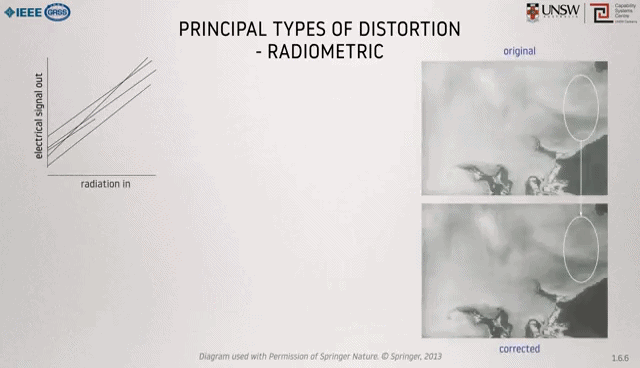 IEEE GRSS
UNSW
AUSTRALIA
Capability
Systems
Centre
PRINCIPAL TYPES OF DISTORTION
- RADIOMETRIC
original
electrical signal out
radiation in
corrected
Diagram used with Permission of Springer Nature. © Springer, 2013
1.6.6